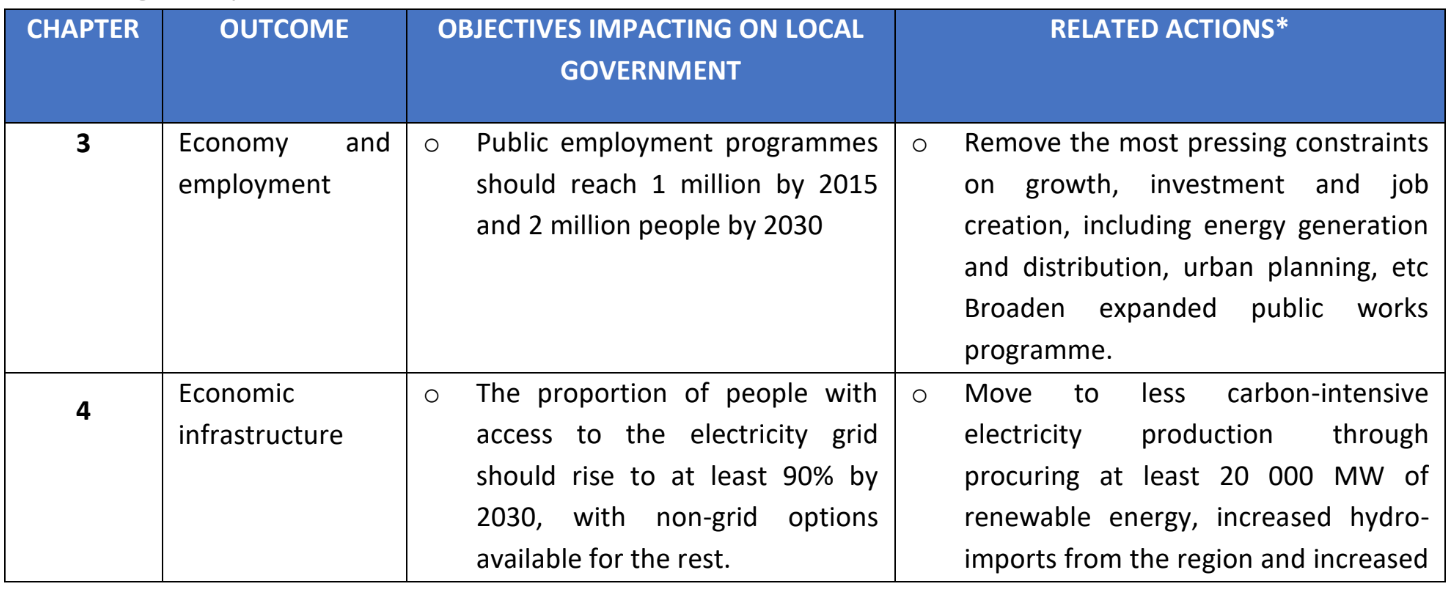 CHAPTER
OUTCOME
OBJECTIVES IMPACTING ON LOCAL
GOVERNMENT
RELATED ACTIONS*
3
Economy and
employment
o Public employment programmes
should reach 1 million by 2015
and 2 million people by 2030
o Remove the most pressing constraints
on growth, investment and job
creation, including energy generation
and distribution, urban planning, etc
Broaden expanded public works
programme.
4
Economic
infrastructure
o The proportion of people with
access to the electricity grid
should rise to at least 90% by
2030, with non-grid options
available for the rest.
o Move to less carbon-intensive
electricity production through
procuring at least 20 000 MW of
renewable energy, increased hydro-
imports from the region and increased